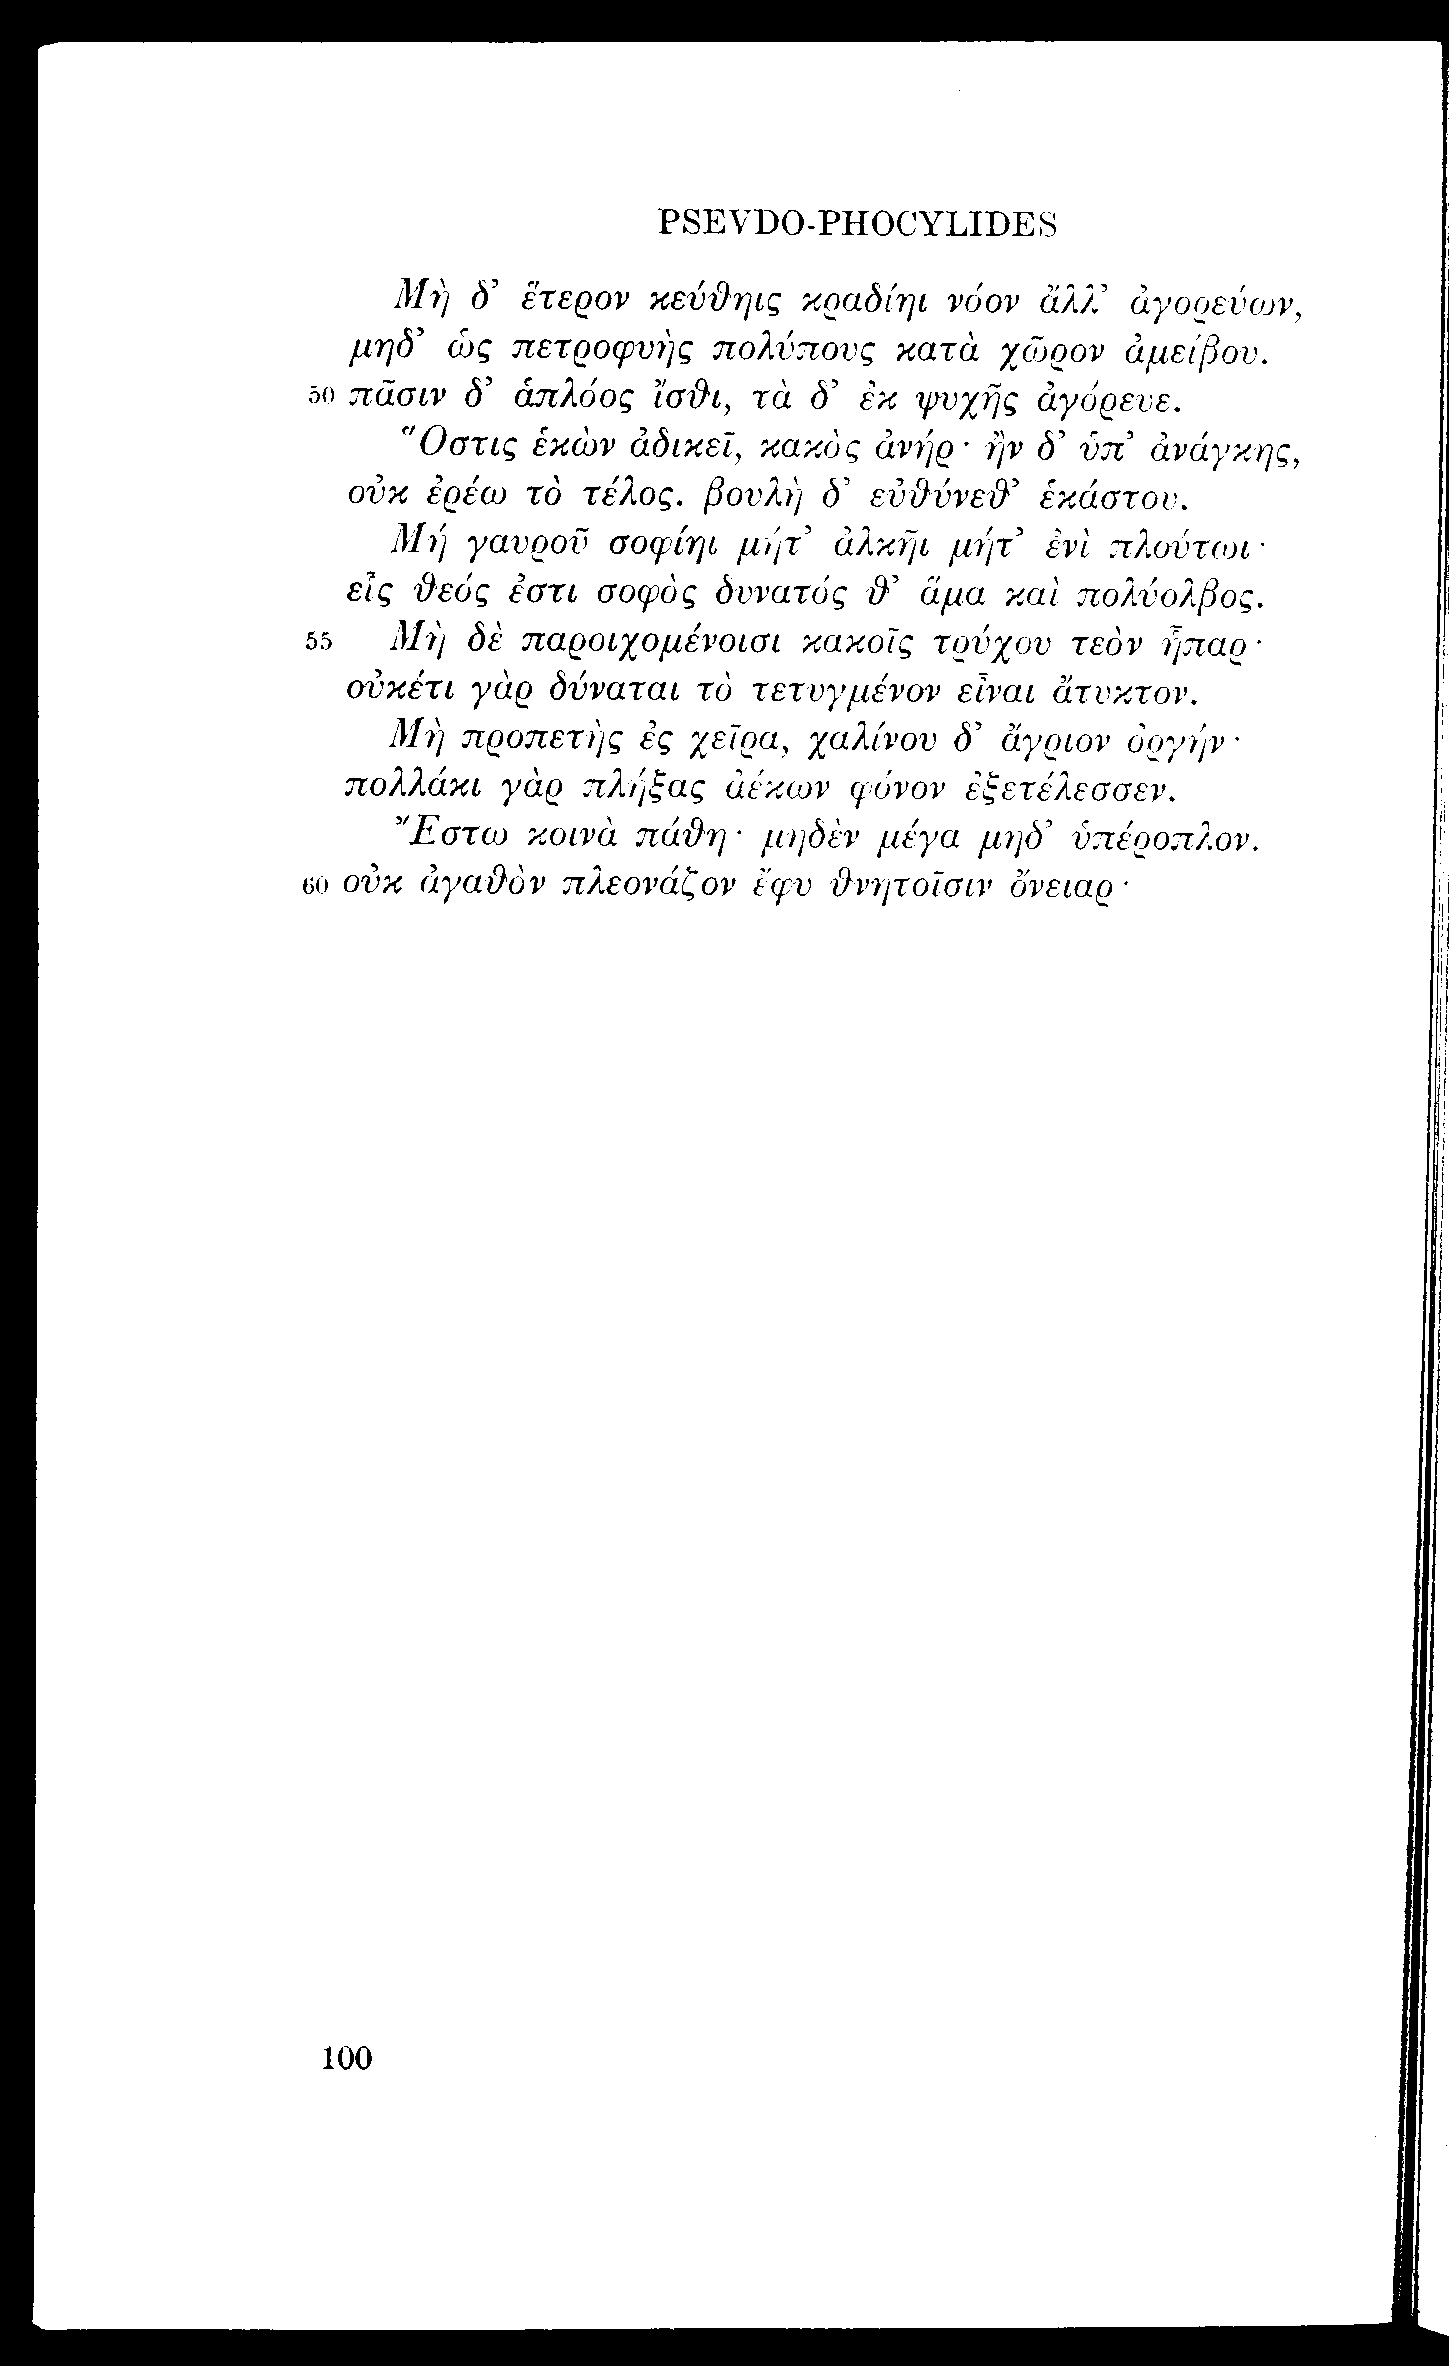 PSEVDO-PHOCYLIDES
Μὴ δ’ ἕτερον κεύθηις κραδίηι νόον ἄλλ’ ἀγορεύων,
μηδ’ ὡς πετροφυὴς πολύπους κατὰ χῶρον ἀμείβου.
50 πᾶσιν δ’ ἁπλόος ἴσθι, τὰ δ’ ἐκ ψυχῆς ἀγόρευε.
Ὅστις ἑκὼν ἀδικεῖ, κακὸς ἀνήρ· ἢν δ’ ὑπ’ ἀνάγκης,
οὐκ ἐρέω τὸ τέλος. βουλὴ δ’ εὐθύνεθ’ ἑκάστου.
Μή γαυροῦ σοφίηι μήτ’ ἀλκῆι μήτ’ ἐνὶ πλούτωι·
εἷς θεός ἐστι σοφὸς δυνατός θ’ ἅμα καὶ πολύολβος.
55 Μὴ δὲ παροιχομένοισι κακοῖς τρύχου τεὸν ἧπαρ·
οὐκέτι γὰρ δύναται τὸ τετυγμένον εἶναι ἄτυκτον.
Μὴ προπετὴς ἐς χεῖρα, χαλίνου δ’ ἄγριον ὀργήν·
πολλάκι γὰρ πλήξας ἀέκων φόνον ἐξετέλεσσεν.
Ἔστω κοινὰ πάθη· μηδὲν μέγα μηδ’ ὑπέροπλον.
60 οὐκ ἀγαθὸν πλεονάζον ἔφυ θνητοῖσιν ὄνειαρ·
100